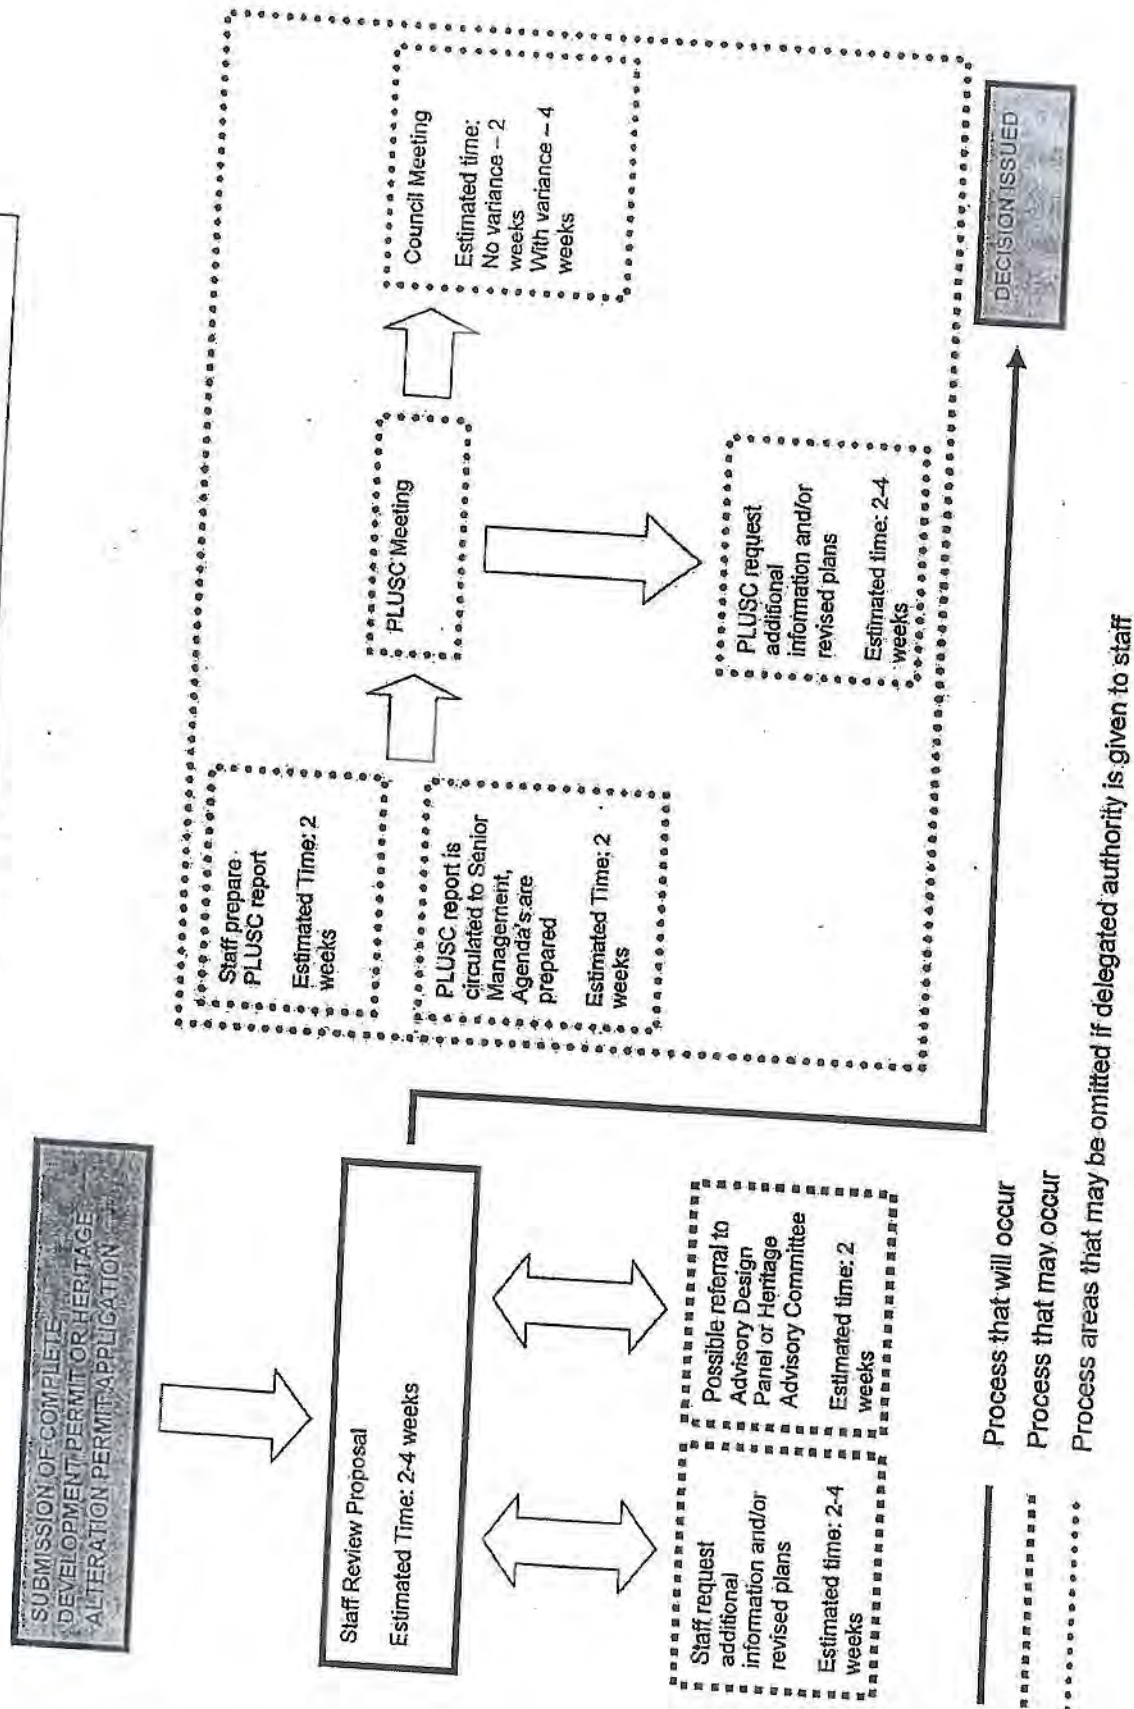 SUBMISSION OF COMPLETE
DEVELOPMENT PERMIT OR HERITAGE
ALTERATION PERMIT APPLICATION
Staff Review Proposal
Estimated Time: 2-4 weeks
Staff request
additional
information and/or
revised plans
Estimated time: 2-4
weeks
Possible referral to
Advisory Design
Panel or Heritage
Advisory Committee
Estimated time: 2
weeks
Staff prepare
PLUSC report
Estimated Time: 2
weeks
PLUSC report is
circulated to Senior
Management,
Agenda's are
prepared
Estimated Time: 2
weeks
PLUSC Meeting
PLUSC request
additional
information and/or
revised plans
Estimated time: 2-4
weeks
Council Meeting
Estimated time:
No variance – 2
weeks
With variance – 4
weeks
DECISION ISSUED
Process that will occur
Process that may occur
Process areas that may be omitted if delegated authority is given to staff